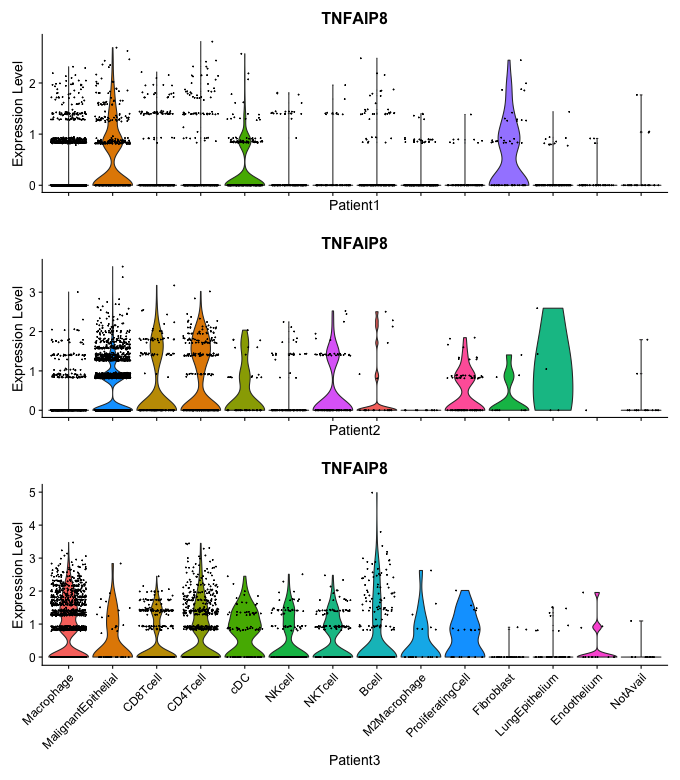 TNFAIP8
Expression Level
2
1
0
Patient1
TNFAIP8
Expression Level
3
2
1
0
Patient2
TNFAIP8
Expression Level
5
4
3
2
1
0
Macrophage
MalignantEpithelial
CD8Tcell
CD4Tcell
cDC
NKcell
NKTcell
Bcell
M2Macrophage
ProliferatingCell
Fibroblast
LungEpithelium
Endothelium
NotAvail
Patient3